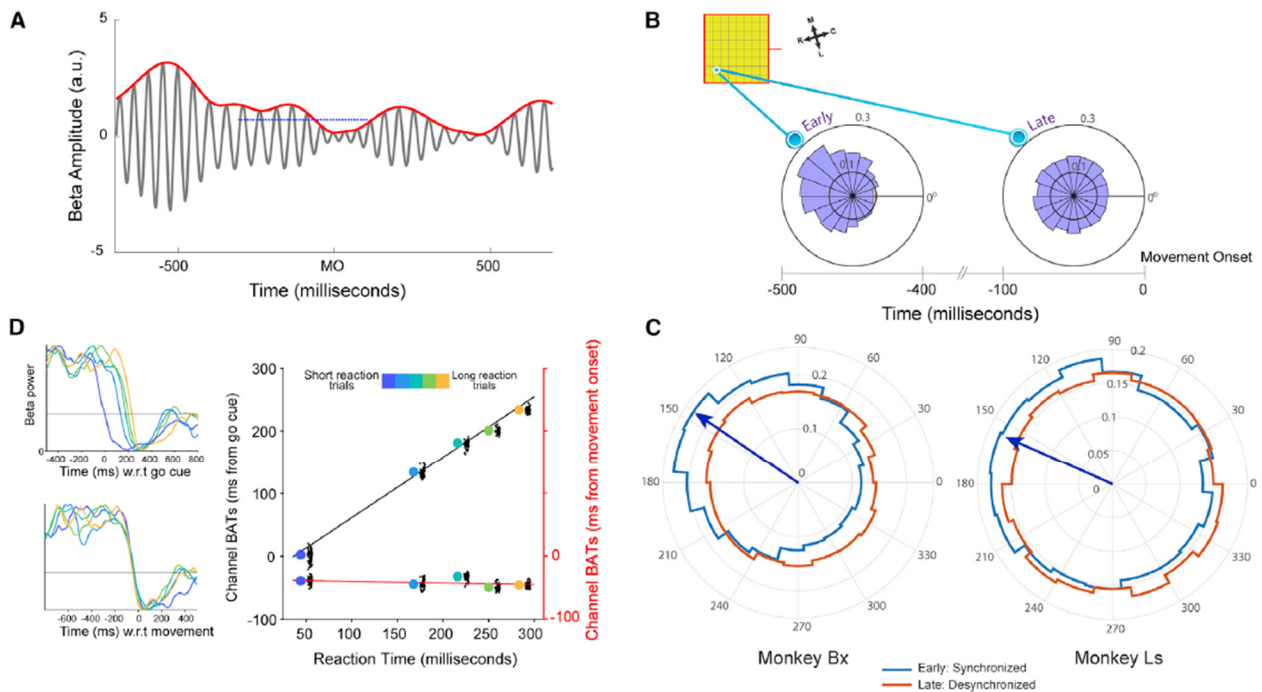 A
5
0
-5
Beta Amplitude (a.u.)
-500
MO
500
Time (milliseconds)
B
M
R
C
L
Early
Late
0.3
0.3
0.1
0.1
0°
0°
Movement Onset
-500
-400
-100
0
Time (milliseconds)
D
Beta power
0
-400 -200 0 200 400 600 800
Time (ms) w.r.t go cue
-600 -400 -200 0 200 400
Time (ms) w.r.t movement
Channel BATs (ms from go cue)
300
200
100
0
-100
Short reaction trials
Long reaction trials
0
-100
Channel BATs (ms from movement onset)
50 100 150 200 250 300
Reaction Time (milliseconds)
C
90
120
60
0.2
150
30
0.1
180
0
0
210
330
240
300
270
Monkey Bx
90
0.2
120
60
0.15
150
30
0.1
0.05
180
0
0
210
330
240
300
270
Monkey Ls
Early: Synchronized
Late: Desynchronized